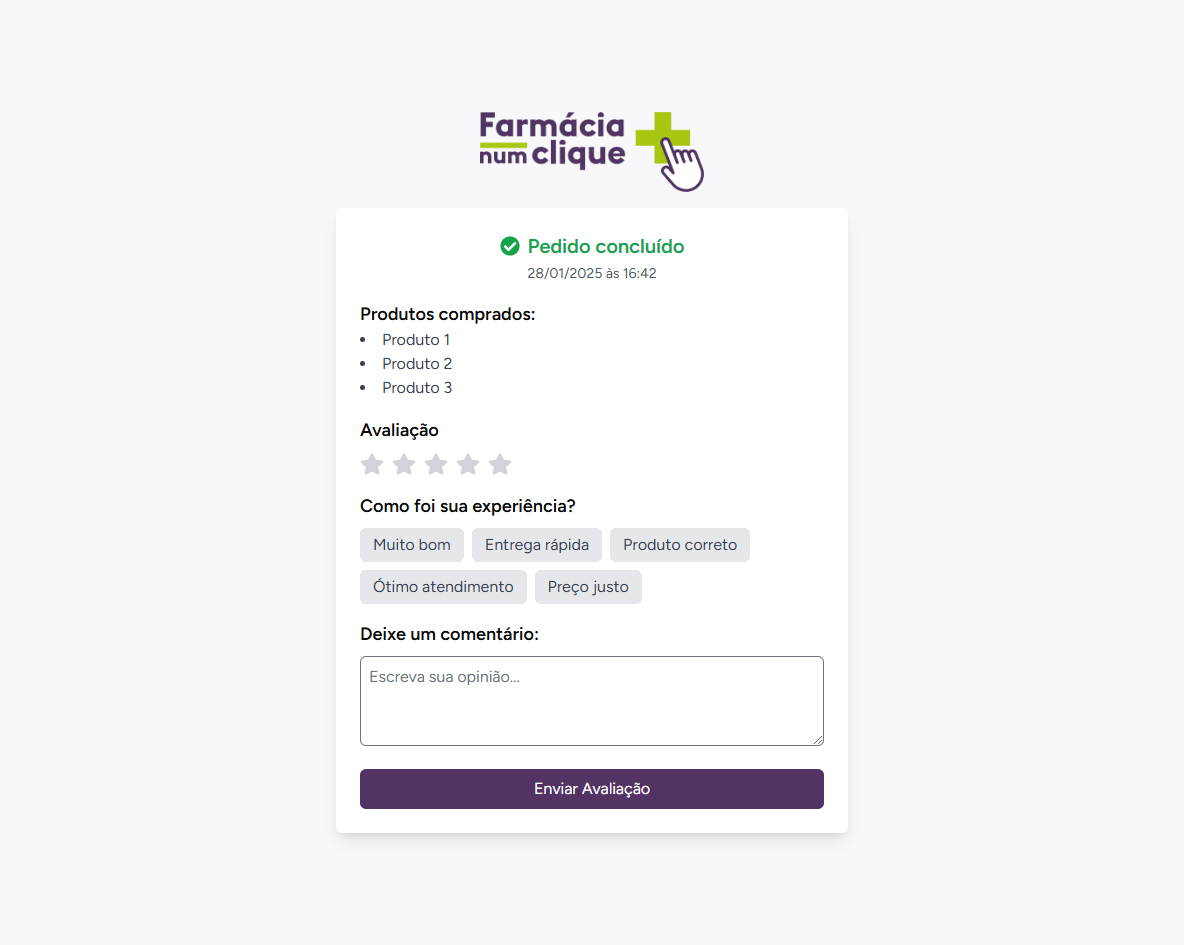 Farmácia
num clique
Pedido concluído
28/01/2025 às 16:42
Produtos comprados:
Produto 1
Produto 2
Produto 3
Avaliação
Como foi sua experiência?
Muito bom Entrega rápida Produto correto
Ótimo atendimento Preço justo
Deixe um comentário:
Escreva sua opinião...
Enviar Avaliação